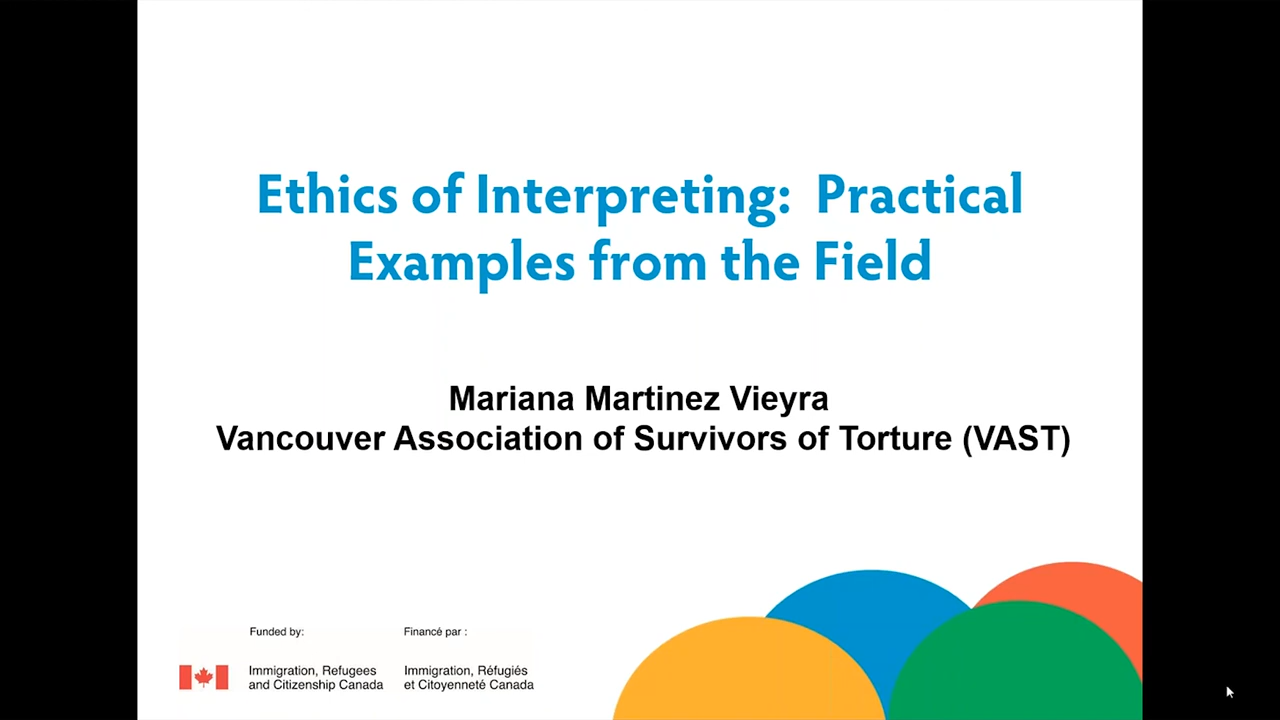 Ethics of Interpreting:  Practical
Examples from the Field
Mariana Martinez Vieyra
Vancouver Association of Survivors of Torture (VAST)
Funded by:
Immigration, Refugees
and Citizenship Canada
Financé par :
Immigration, Réfugiés
et Citoyenneté Canada